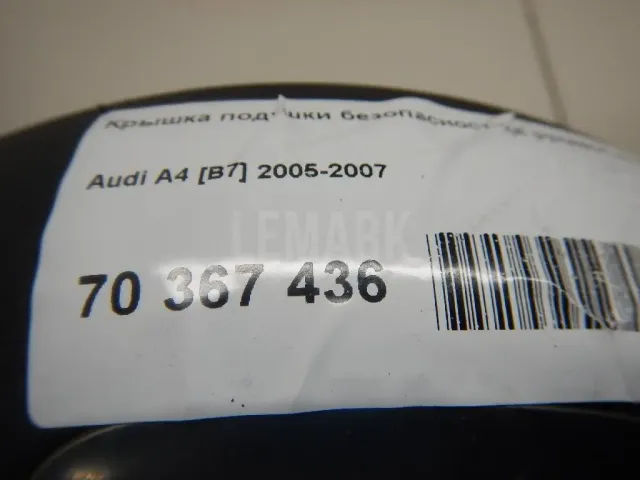 Крышка подушки безопасности
Audi A4 [B7] 2005-2007
LEMARK
70 367 436